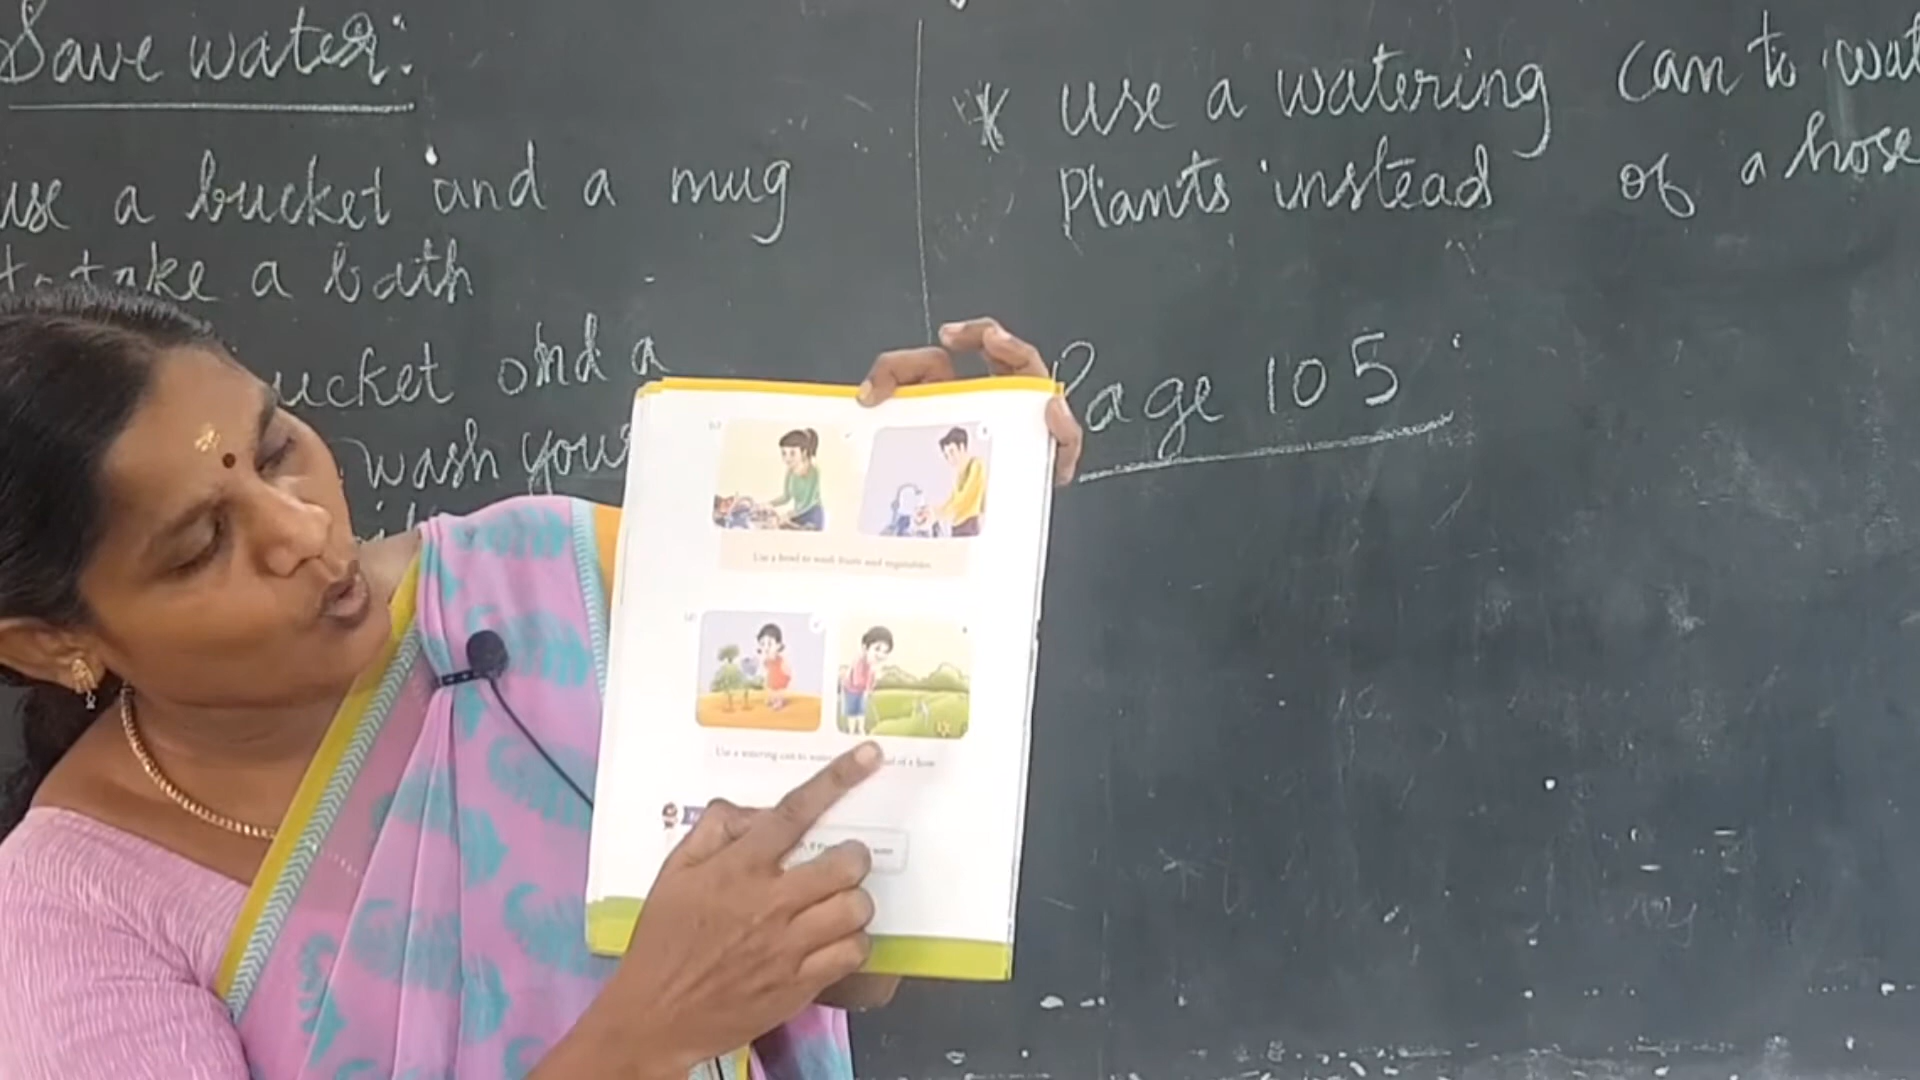 Save water:
use a bucket and a mug
to take a bath
ucket and a
wash your
* use a watering can to wat
Plants instead of a hose
Page 105
Use a bowl to wash fruits and vegetables
Use a watering can to water of a hose